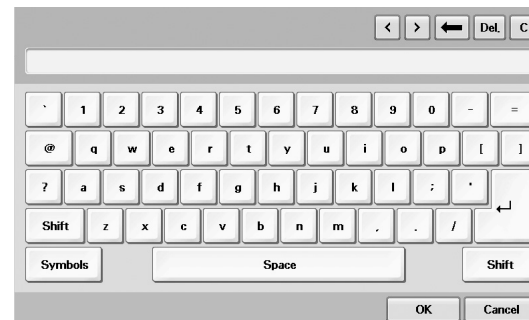 < > ← Del. C
` 1 2 3 4 5 6 7 8 9 0 - =
@ q w e r t y u i o p [ ]
? a s d f g h j k l ; '
Shift z x c v b n m , . /
Symbols Space Shift
OK Cancel